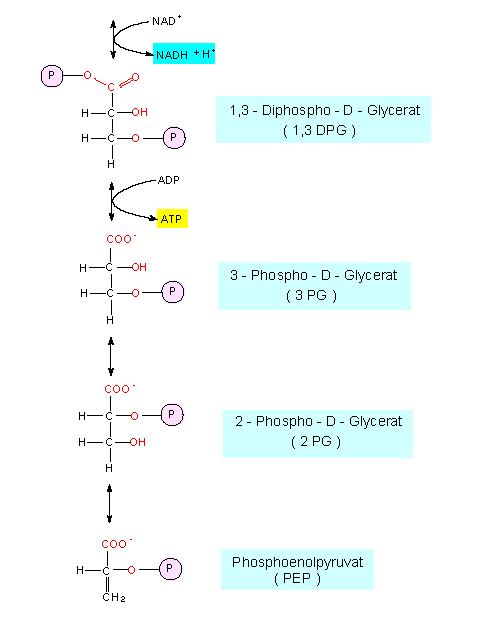 NAD+
NADH + H+
P O O
C
H C OH
H C O P
H
1,3 - Diphospho - D - Glycerat
( 1,3 DPG )
ADP
ATP
COO-
H C OH
H C O P
H
3 - Phospho - D - Glycerat
( 3 PG )
COO-
H C O P
H C OH
H
2 - Phospho - D - Glycerat
( 2 PG )
COO-
H C O P
CH2
Phosphoenolpyruvat
( PEP )